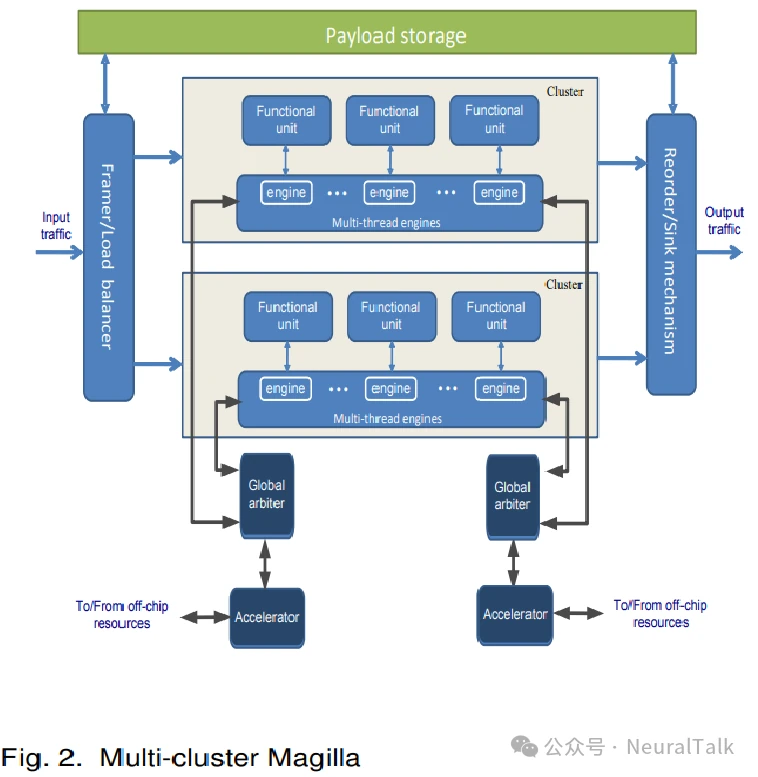 Payload storage
Cluster
Functional
unit
Functional
unit
Functional
unit
engine ••• engine ••• engine
Multi-thread engines
Framer/Load balancer
Reorder/Sink mechanism
Input
traffic
Output
traffic
Cluster
Functional
unit
Functional
unit
Functional
unit
engine ••• engine ••• engine
Multi-thread engines
Global
arbiter
Global
arbiter
To/From off-chip
resources
Accelerator
Accelerator
To/From off-chip
resources
Fig. 2. Multi-cluster Magilla
公众号 · NeuralTalk